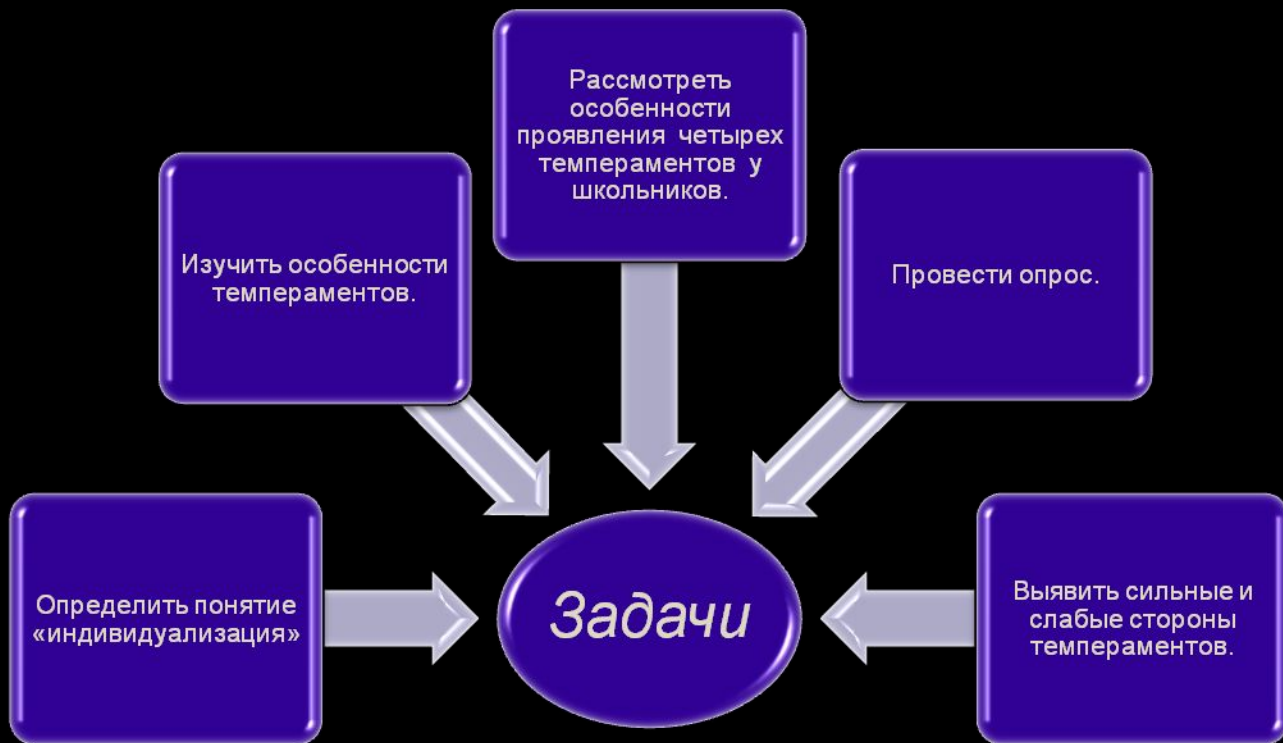 Рассмотреть
особенности
проявления четырех
темпераментов у
школьников.
Изучить особенности
темпераментов.
Провести опрос.
Определить понятие
«индивидуализация»
Задачи
Выявить сильные и
слабые стороны
темпераментов.